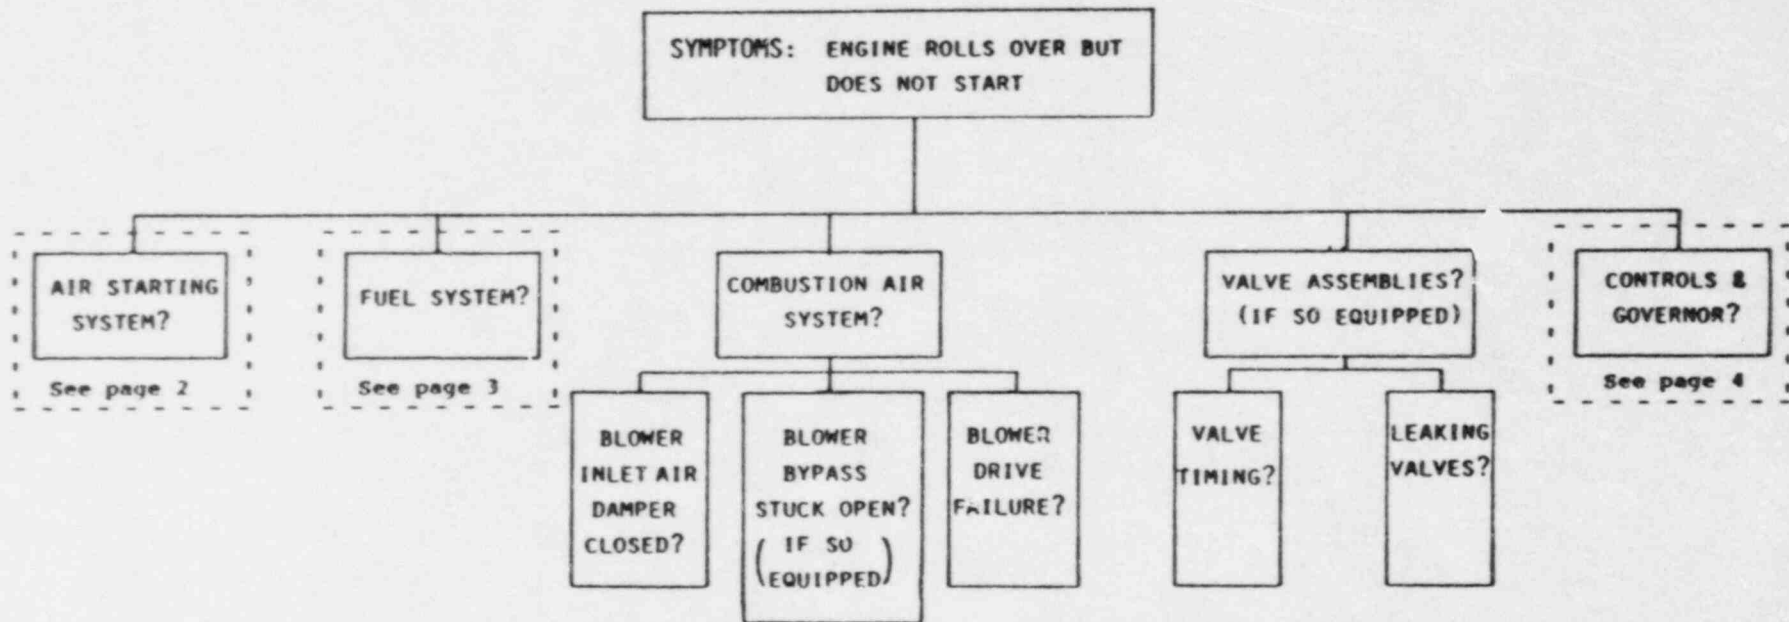 SYMPTOMS: ENGINE ROLLS OVER BUT
DOES NOT START
AIR STARTING
SYSTEM?
See page 2
FUEL SYSTEM?
See page 3
COMBUSTION AIR
SYSTEM?
VALVE ASSEMBLIES?
(IF SO EQUIPPED)
CONTROLS &
GOVERNOR?
See page 4
BLOWER
INLET AIR
DAMPER
CLOSED?
BLOWER
BYPASS
STUCK OPEN?
(IF SO
EQUIPPED)
BLOWER
DRIVE
FAILURE?
VALVE
TIMING?
LEAKING
VALVES?